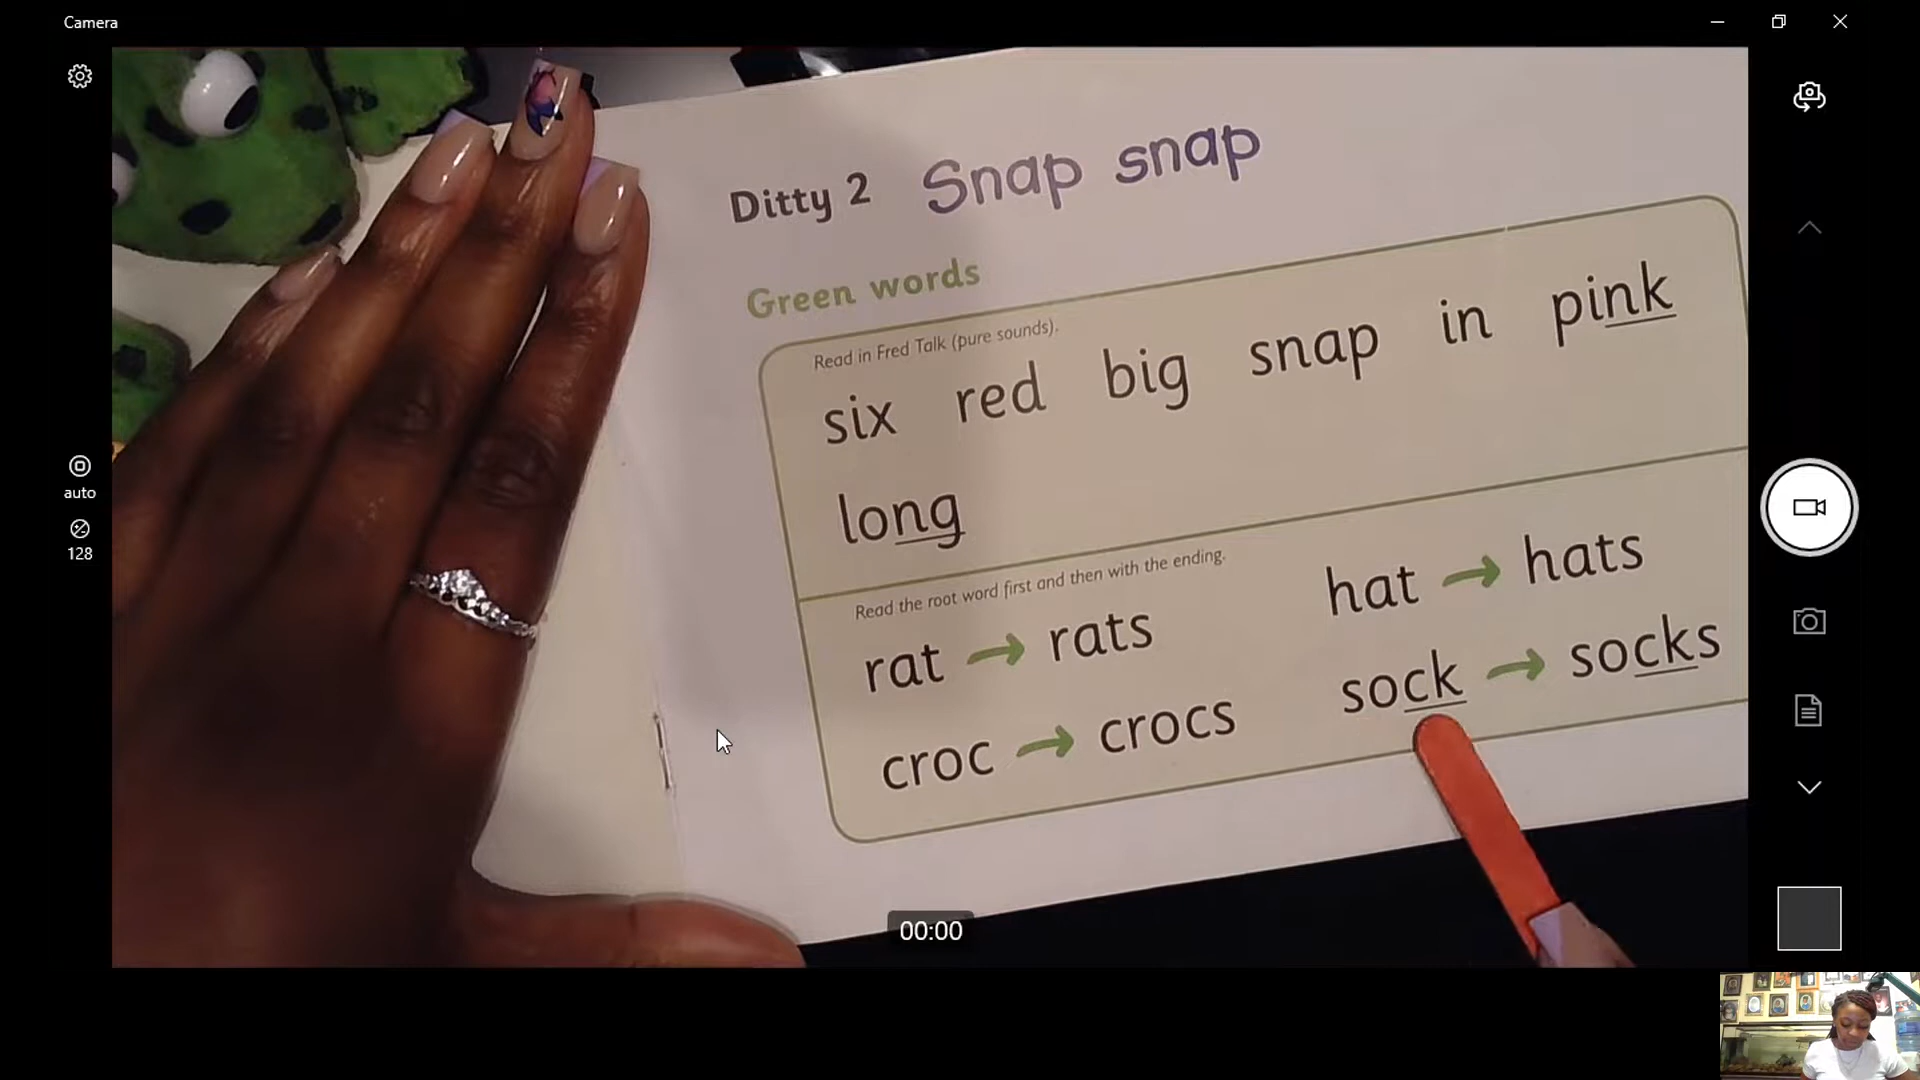 Camera
Ditty 2 Snap snap
Green words
Read in Fred Talk (pure sounds).
six red big snap in pink
long
Read the root word first and then with the ending.
rat → rats hat → hats
croc → crocs sock → socks
auto
128
00:00